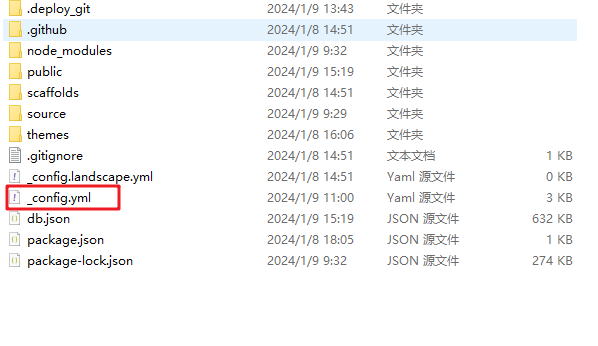 .deploy_git 2024/1/9 13:43 文件夹
.github 2024/1/8 14:51 文件夹
node_modules 2024/1/9 9:32 文件夹
public 2024/1/9 15:19 文件夹
scaffolds 2024/1/8 14:51 文件夹
source 2024/1/9 9:29 文件夹
themes 2024/1/8 16:06 文件夹
.gitignore 2024/1/8 14:51 文本文档 1 KB
_config.landscape.yml 2024/1/8 14:51 Yaml 源文件 0 KB
_config.yml 2024/1/9 11:00 Yaml 源文件 3 KB
db.json 2024/1/9 15:19 JSON 源文件 632 KB
package.json 2024/1/8 18:05 JSON 源文件 1 KB
package-lock.json 2024/1/9 9:32 JSON 源文件 274 KB